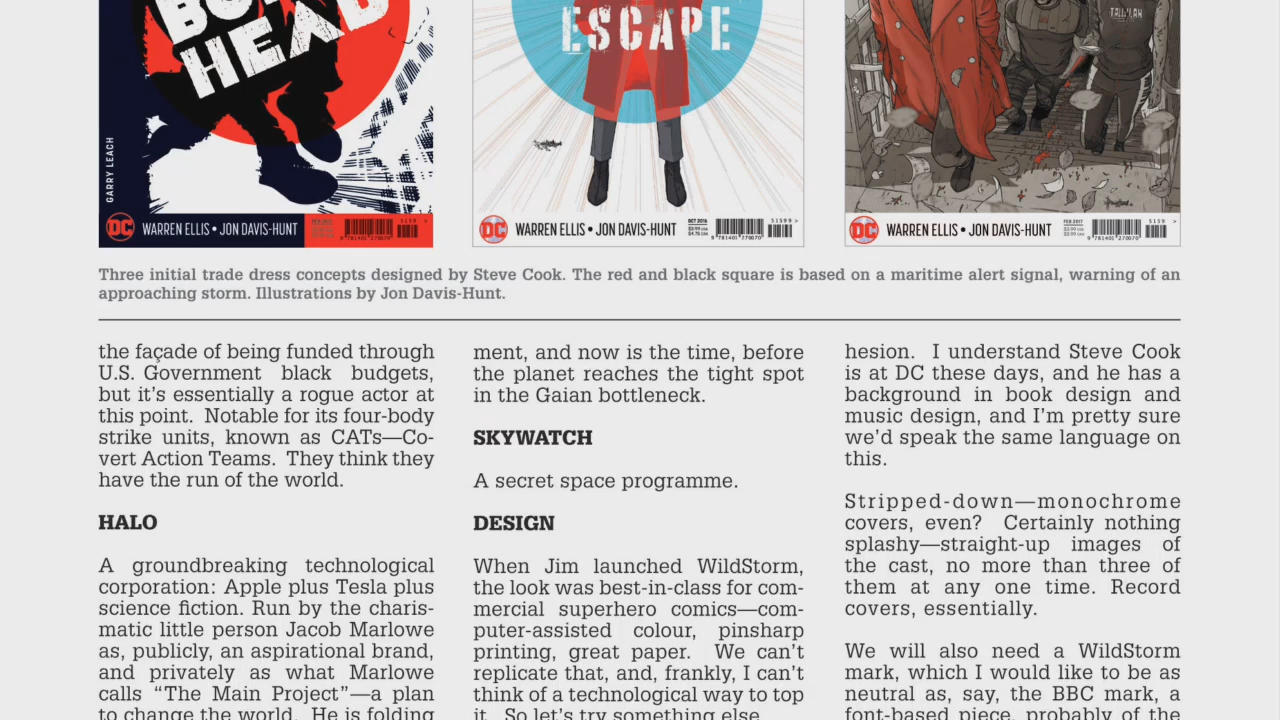 BO
HEAD
GARRY LEACH
DC
WARREN ELLIS • JON DAVIS-HUNT
ESCAPE
DC
WARREN ELLIS • JON DAVIS-HUNT
OCT 2016
51599 >
9 781401 270070
TALLULAH
DC
WARREN ELLIS • JON DAVIS-HUNT
FEB 2017
9 781401 270070
Three initial trade dress concepts designed by Steve Cook. The red and black square is based on a maritime alert signal, warning of an
approaching storm. Illustrations by Jon Davis-Hunt.
the façade of being funded through
U.S. Government black budgets,
but it’s essentially a rogue actor at
this point. Notable for its four-body
strike units, known as CATs—Co-
vert Action Teams. They think they
have the run of the world.
HALO
A groundbreaking technological
corporation: Apple plus Tesla plus
science fiction. Run by the charis-
matic little person Jacob Marlowe
as, publicly, an aspirational brand,
and privately as what Marlowe
calls “The Main Project”—a plan
to change the world. He is folding
ment, and now is the time, before
the planet reaches the tight spot
in the Gaian bottleneck.
SKYWATCH
A secret space programme.
DESIGN
When Jim launched WildStorm,
the look was best-in-class for com-
mercial superhero comics—com-
puter-assisted colour, pinsharp
printing, great paper. We can’t
replicate that, and, frankly, I can’t
think of a technological way to top
it. So let’s try something else.
hesion. I understand Steve Cook
is at DC these days, and he has a
background in book design and
music design, and I’m pretty sure
we’d speak the same language on
this.
Stripped-down—monochrome
covers, even? Certainly nothing
splashy—straight-up images of
the cast, no more than three of
them at any one time. Record
covers, essentially.
We will also need a WildStorm
mark, which I would like to be as
neutral as, say, the BBC mark, a
font-based piece, probably of the